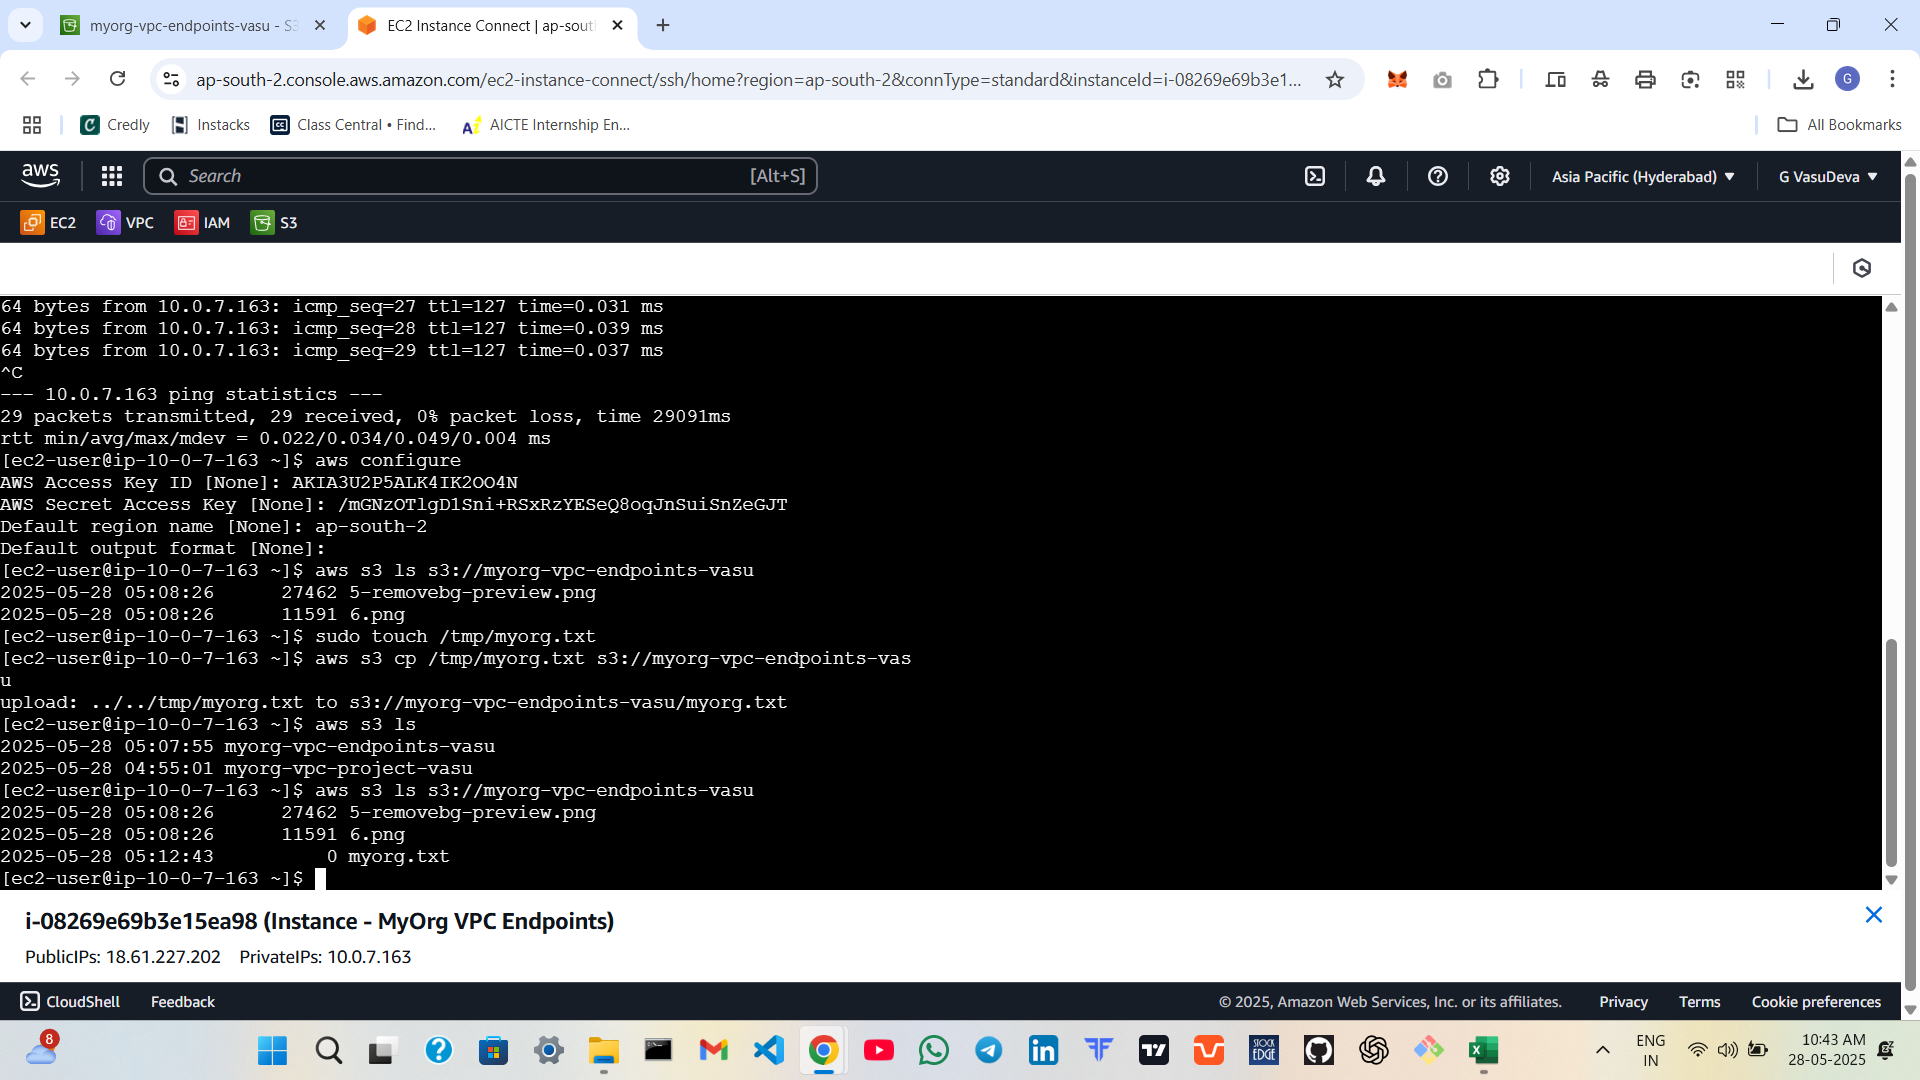 myorg-vpc-endpoints-vasu - S3
EC2 Instance Connect | ap-sout
ap-south-2.console.aws.amazon.com/ec2-instance-connect/ssh/home?region=ap-south-2&connType=standard&instanceId=i-08269e69b3e1...
G
Credly
Instacks
Class Central • Find...
AICTE Internship En...
All Bookmarks
aws
Search
[Alt+S]
Asia Pacific (Hyderabad)
G VasuDeva
EC2
VPC
IAM
S3
64 bytes from 10.0.7.163: icmp_seq=27 ttl=127 time=0.031 ms
64 bytes from 10.0.7.163: icmp_seq=28 ttl=127 time=0.039 ms
64 bytes from 10.0.7.163: icmp_seq=29 ttl=127 time=0.037 ms
^C
--- 10.0.7.163 ping statistics ---
29 packets transmitted, 29 received, 0% packet loss, time 29091ms
rtt min/avg/max/mdev = 0.022/0.034/0.049/0.004 ms
[ec2-user@ip-10-0-7-163 ~]$ aws configure
AWS Access Key ID [None]: [redacted]
AWS Secret Access Key [None]: [redacted]
Default region name [None]: ap-south-2
Default output format [None]:
[ec2-user@ip-10-0-7-163 ~]$ aws s3 ls s3://myorg-vpc-endpoints-vasu
2025-05-28 05:08:26      27462 5-removebg-preview.png
2025-05-28 05:08:26      11591 6.png
[ec2-user@ip-10-0-7-163 ~]$ sudo touch /tmp/myorg.txt
[ec2-user@ip-10-0-7-163 ~]$ aws s3 cp /tmp/myorg.txt s3://myorg-vpc-endpoints-vas
u
upload: ../../tmp/myorg.txt to s3://myorg-vpc-endpoints-vasu/myorg.txt
[ec2-user@ip-10-0-7-163 ~]$ aws s3 ls
2025-05-28 05:07:55 myorg-vpc-endpoints-vasu
2025-05-28 04:55:01 myorg-vpc-project-vasu
[ec2-user@ip-10-0-7-163 ~]$ aws s3 ls s3://myorg-vpc-endpoints-vasu
2025-05-28 05:08:26      27462 5-removebg-preview.png
2025-05-28 05:08:26      11591 6.png
2025-05-28 05:12:43          0 myorg.txt
[ec2-user@ip-10-0-7-163 ~]$
i-08269e69b3e15ea98 (Instance - MyOrg VPC Endpoints)
PublicIPs: 18.61.227.202    PrivateIPs: 10.0.7.163
CloudShell
Feedback
© 2025, Amazon Web Services, Inc. or its affiliates.
Privacy
Terms
Cookie preferences
8
STOCK
EDGE
ENG
IN
10:43 AM
28-05-2025